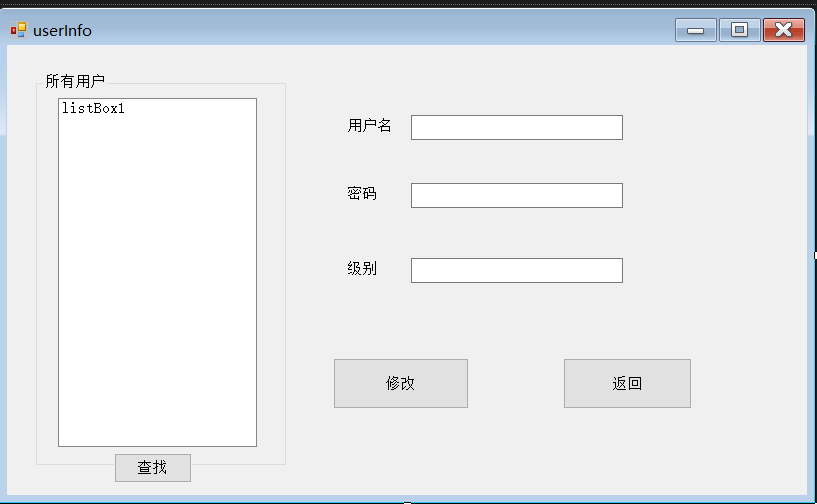 userInfo
所有用户
listBox1
用户名
密码
级别
修改
返回
查找